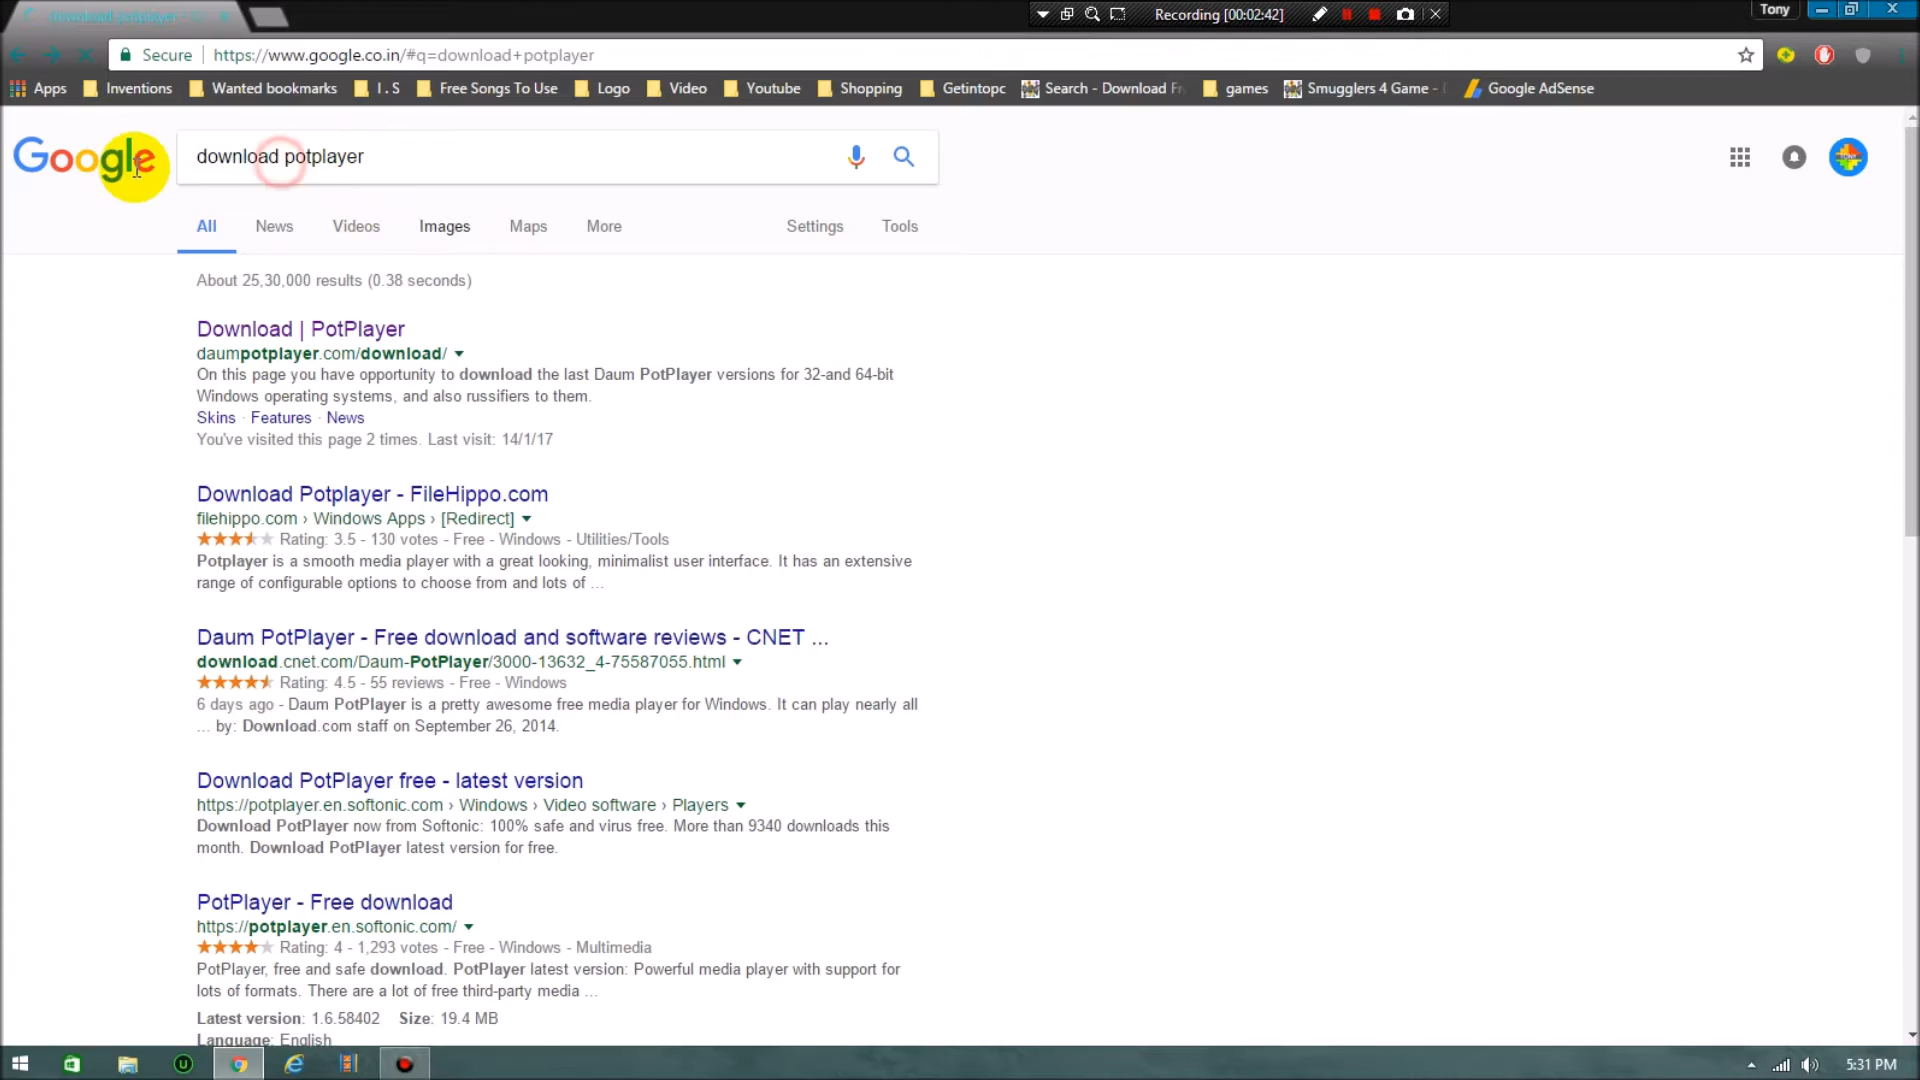 download potplayer
Recording [00:02:42]
Tony
Secure https://www.google.co.in/#q=download+potplayer
Apps Inventions Wanted bookmarks I . S Free Songs To Use Logo Video Youtube Shopping Getintopc Search - Download Fr games Smugglers 4 Game - Google AdSense
Google download potplayer
All News Videos Images Maps More Settings Tools
About 25,30,000 results (0.38 seconds)
Download | PotPlayer
daumpotplayer.com/download/
On this page you have opportunity to download the last Daum PotPlayer versions for 32-and 64-bit
Windows operating systems, and also russifiers to them.
Skins · Features · News
You've visited this page 2 times. Last visit: 14/1/17
Download Potplayer - FileHippo.com
filehippo.com › Windows Apps › [Redirect]
Rating: 3.5 - 130 votes - Free - Windows - Utilities/Tools
Potplayer is a smooth media player with a great looking, minimalist user interface. It has an extensive
range of configurable options to choose from and lots of ...
Daum PotPlayer - Free download and software reviews - CNET ...
download.cnet.com/Daum-PotPlayer/3000-13632_4-75587055.html
Rating: 4.5 - 55 reviews - Free - Windows
6 days ago - Daum PotPlayer is a pretty awesome free media player for Windows. It can play nearly all
... by: Download.com staff on September 26, 2014.
Download PotPlayer free - latest version
https://potplayer.en.softonic.com › Windows › Video software › Players
Download PotPlayer now from Softonic: 100% safe and virus free. More than 9340 downloads this
month. Download PotPlayer latest version for free.
PotPlayer - Free download
https://potplayer.en.softonic.com/
Rating: 4 - 1,293 votes - Free - Windows - Multimedia
PotPlayer, free and safe download. PotPlayer latest version: Powerful media player with support for
lots of formats. There are a lot of free third-party media ...
Latest version: 1.6.58402 Size: 19.4 MB
Language: English
5:31 PM